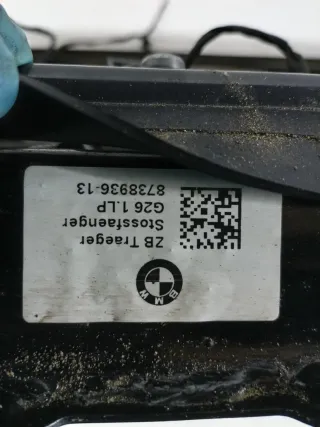 BMW
ZB Traeger
Stossfaenger
G26 1.LP
8738936-13